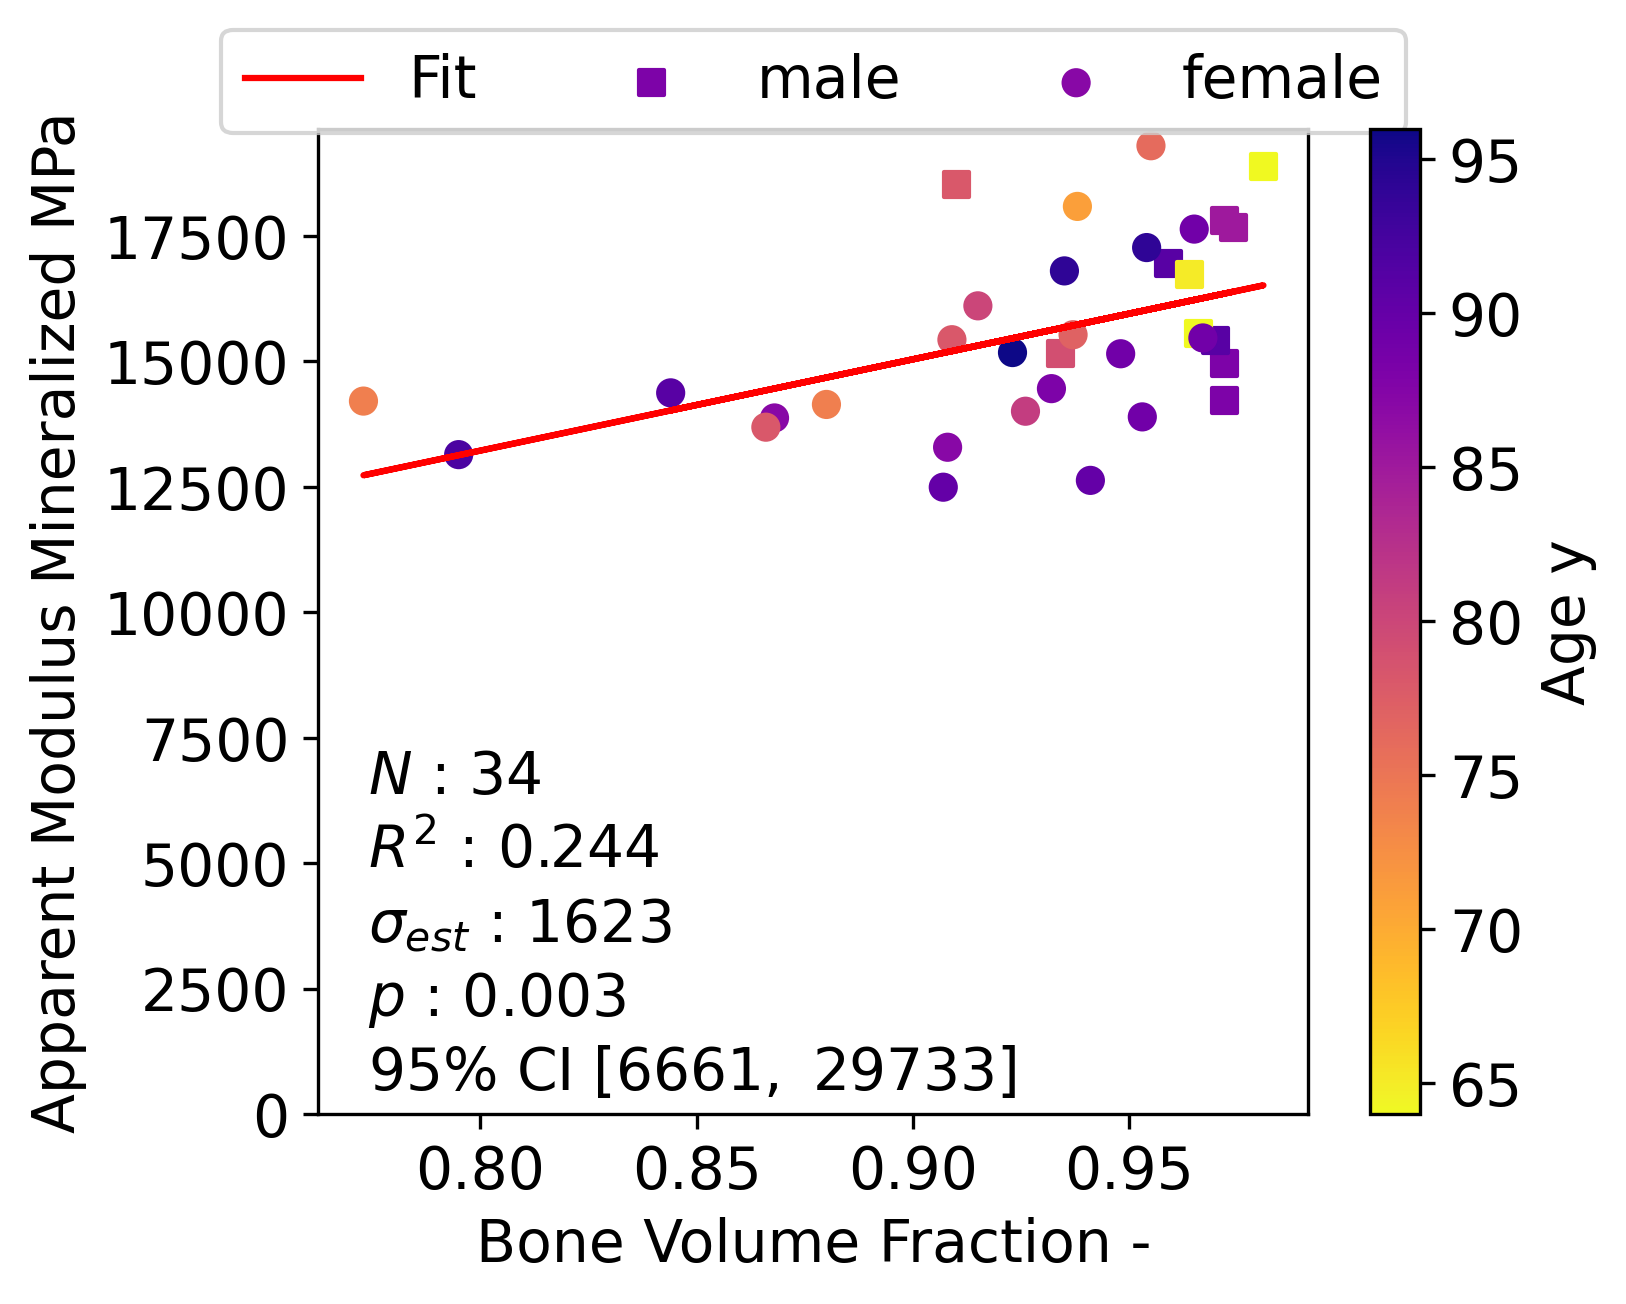 Fit male female
Apparent Modulus Mineralized MPa
17500
15000
12500
10000
7500
5000
2500
0
N : 34
R² : 0.244
σest : 1623
p : 0.003
95% CI [6661, 29733]
0.80 0.85 0.90 0.95
Bone Volume Fraction -
95
90
85
80
75
70
65
Age y